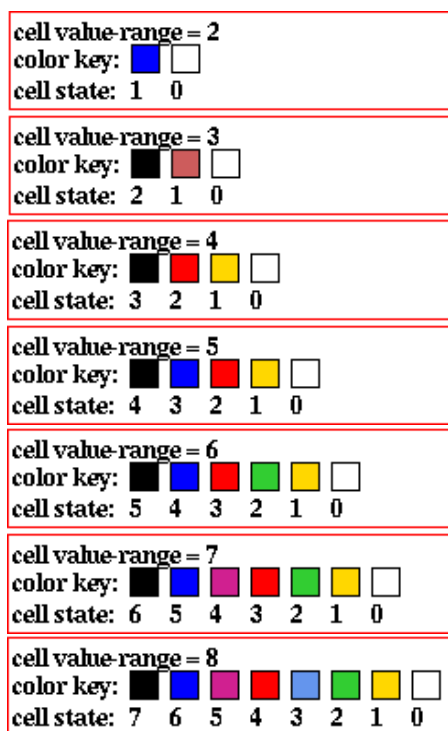 cell value-range = 2
color key:
cell state: 1 0
cell value-range = 3
color key:
cell state: 2 1 0
cell value-range = 4
color key:
cell state: 3 2 1 0
cell value-range = 5
color key:
cell state: 4 3 2 1 0
cell value-range = 6
color key:
cell state: 5 4 3 2 1 0
cell value-range = 7
color key:
cell state: 6 5 4 3 2 1 0
cell value-range = 8
color key:
cell state: 7 6 5 4 3 2 1 0